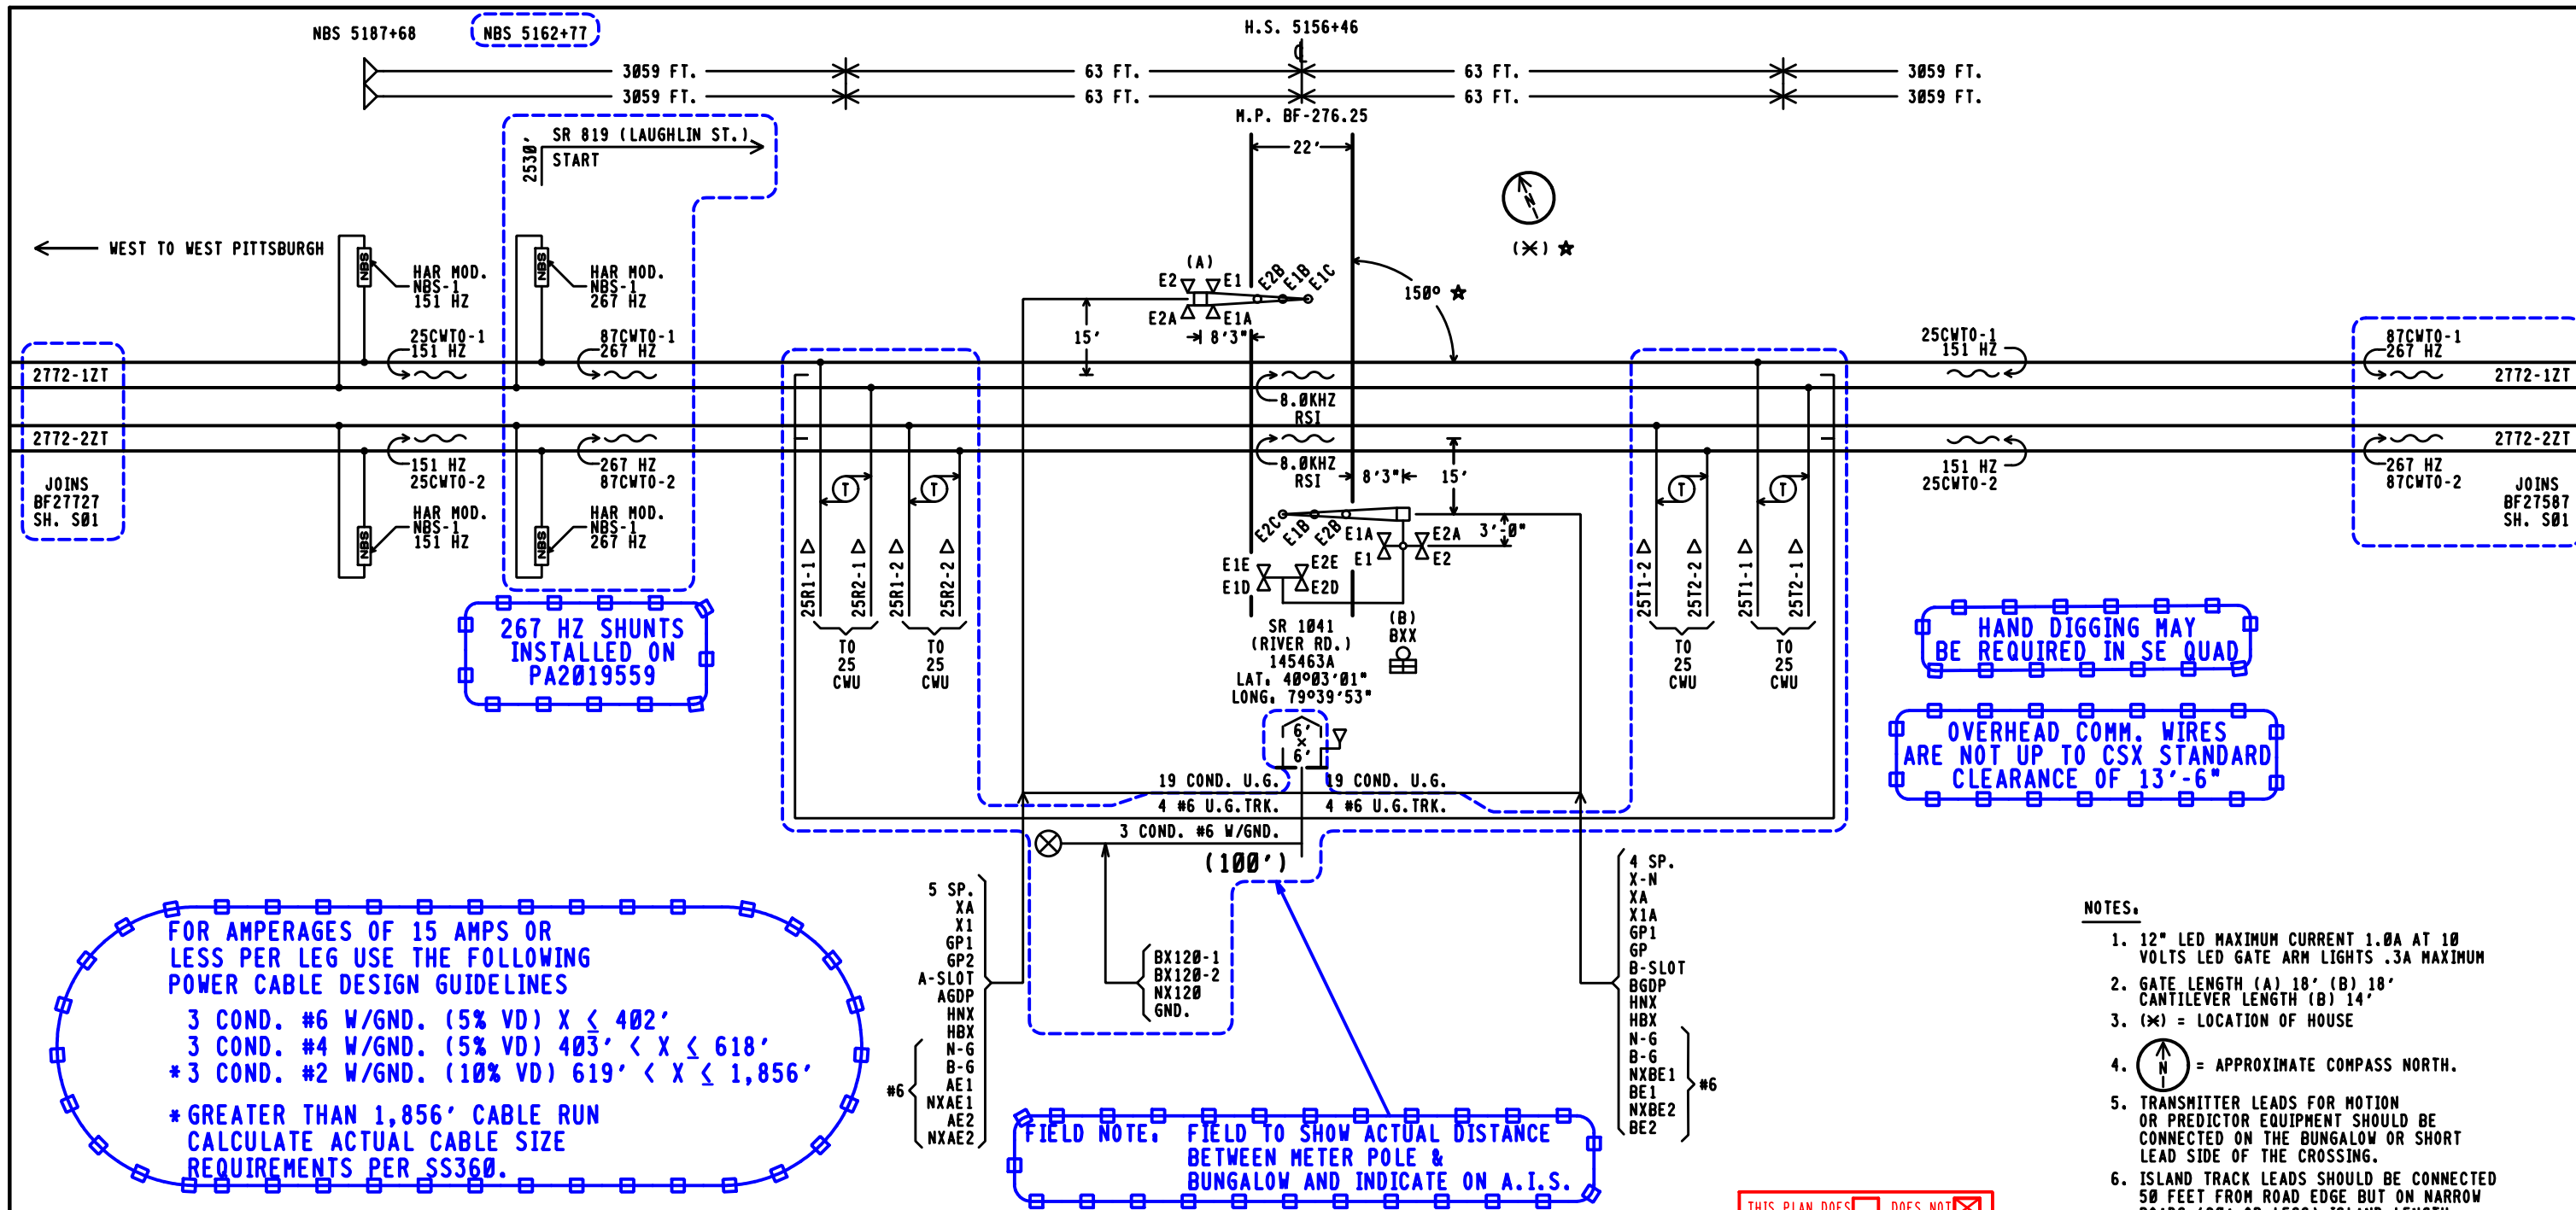 NBS 5187+68
NBS 5162+77
H.S. 5156+46
3059 FT.
63 FT.
63 FT.
3059 FT.
3059 FT.
63 FT.
63 FT.
3059 FT.
M.P. BF-276.25
22'
2530'
SR 819 (LAUGHLIN ST.)
START
N
(X)
WEST TO WEST PITTSBURGH
NBS
HAR MOD.
NBS-1
151 HZ
NBS
HAR MOD.
NBS-1
267 HZ
(A)
E2
E1
E2B
E1B
E1C
E2A
E1A
8'3"
15'
150°
25CWTO-1
151 HZ
87CWTO-1
267 HZ
25CWTO-1
151 HZ
87CWTO-1
267 HZ
2772-1ZT
2772-1ZT
8.0KHZ
RSI
2772-2ZT
2772-2ZT
151 HZ
25CWTO-2
267 HZ
87CWTO-2
8.0KHZ
RSI
8'3"
15'
151 HZ
25CWTO-2
267 HZ
87CWTO-2
JOINS
BF27727
SH. S01
JOINS
BF27587
SH. S01
NBS
HAR MOD.
NBS-1
151 HZ
NBS
HAR MOD.
NBS-1
267 HZ
T
T
T
T
E2C
E1B
E2B
E1A
E2A
E1
E2
3'-0"
E1E
E2E
E1D
E2D
25R1-1
25R2-1
25R1-2
25R2-2
25T1-2
25T2-2
25T1-1
25T2-1
TO
25
CWU
TO
25
CWU
TO
25
CWU
TO
25
CWU
SR 1041
(RIVER RD.)
145463A
LAT. 40°03'01"
LONG. 79°39'53"
(B)
BXX
267 HZ SHUNTS
INSTALLED ON
PA2019559
HAND DIGGING MAY
BE REQUIRED IN SE QUAD
OVERHEAD COMM. WIRES
ARE NOT UP TO CSX STANDARD
CLEARANCE OF 13'-6"
6'
X
6'
19 COND. U.G.
19 COND. U.G.
4 #6 U.G.TRK.
4 #6 U.G.TRK.
3 COND. #6 W/GND.
(100')
5 SP.
XA
X1
GP1
GP2
A-SLOT
AGDP
HNX
HBX
N-G
B-G
AE1
NXAE1
AE2
NXAE2
#6
BX120-1
BX120-2
NX120
GND.
4 SP.
X-N
XA
X1A
GP1
GP
B-SLOT
BGDP
HNX
HBX
N-G
B-G
NXBE1
BE1
NXBE2
BE2
#6
FOR AMPERAGES OF 15 AMPS OR
LESS PER LEG USE THE FOLLOWING
POWER CABLE DESIGN GUIDELINES
3 COND. #6 W/GND. (5% VD) X ≤ 402'
3 COND. #4 W/GND. (5% VD) 403' < X ≤ 618'
*3 COND. #2 W/GND. (10% VD) 619' < X ≤ 1,856'
*GREATER THAN 1,856' CABLE RUN
CALCULATE ACTUAL CABLE SIZE
REQUIREMENTS PER SS360.
FIELD NOTE: FIELD TO SHOW ACTUAL DISTANCE
BETWEEN METER POLE &
BUNGALOW AND INDICATE ON A.I.S.
NOTES:
1. 12" LED MAXIMUM CURRENT 1.0A AT 10
VOLTS LED GATE ARM LIGHTS .3A MAXIMUM
2. GATE LENGTH (A) 18' (B) 18'
CANTILEVER LENGTH (B) 14'
3. (X) = LOCATION OF HOUSE
4. N = APPROXIMATE COMPASS NORTH.
5. TRANSMITTER LEADS FOR MOTION
OR PREDICTOR EQUIPMENT SHOULD BE
CONNECTED ON THE BUNGALOW OR SHORT
LEAD SIDE OF THE CROSSING.
6. ISLAND TRACK LEADS SHOULD BE CONNECTED
50 FEET FROM ROAD EDGE BUT ON NARROW
THIS PLAN DOES DOES NOT